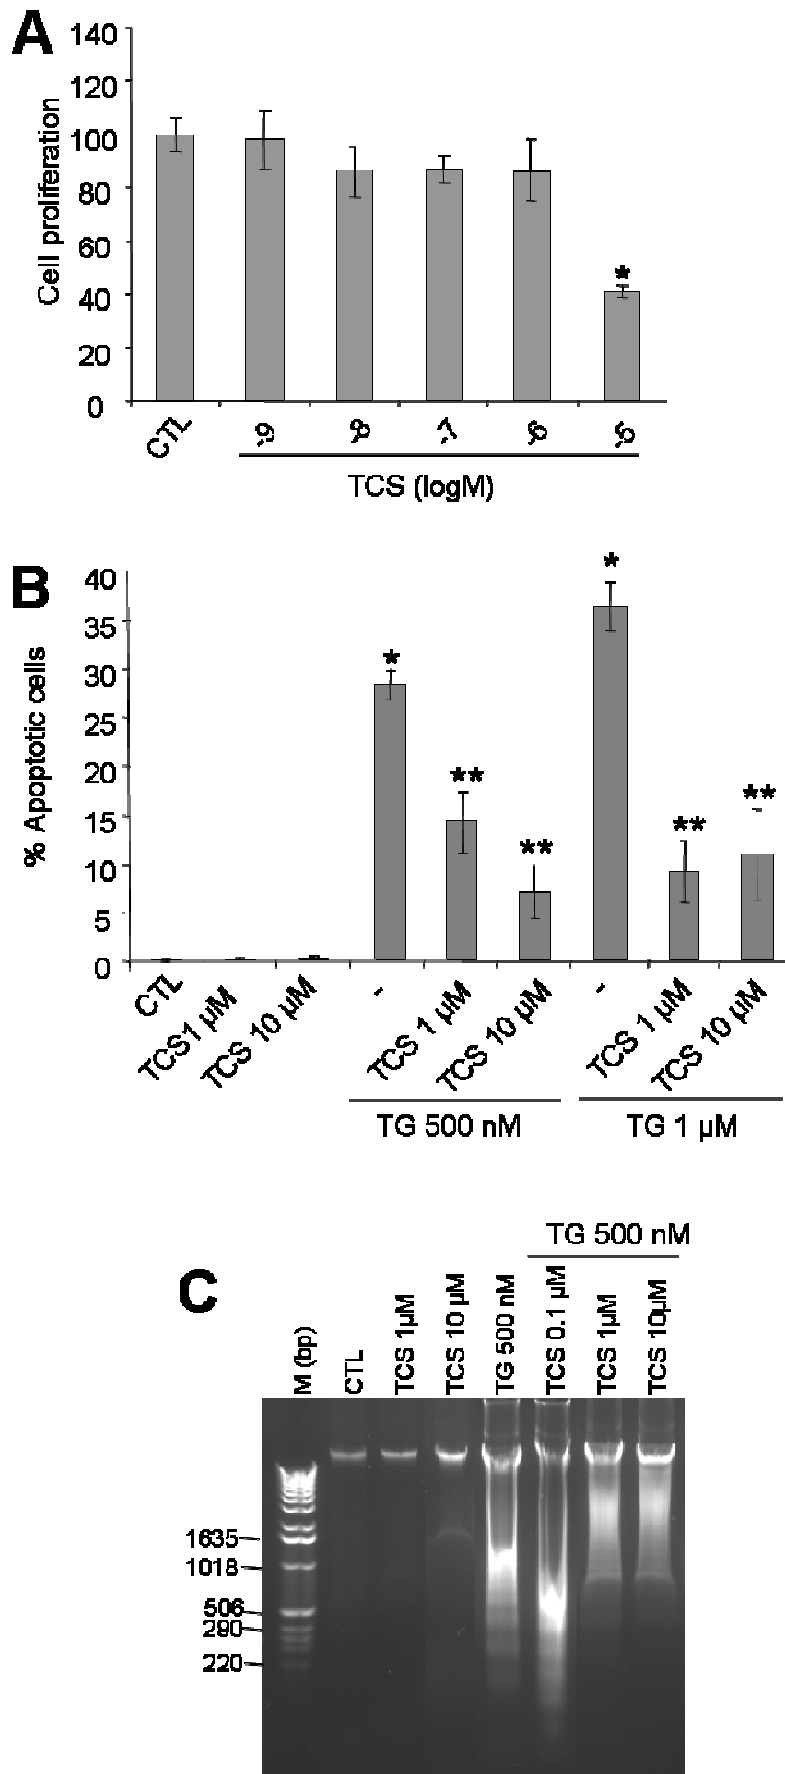 A
140
120
100
80
60
40
20
0
Cell proliferation
*
CTL -9 -8 -7 -6 -5
TCS (logM)
B
40
35
30
25
20
15
10
5
0
% Apoptotic cells
* ** ** * ** **
CTL TCS1 µM TCS 10 µM - TCS 1 µM TCS 10 µM - TCS 1 µM TCS 10 µM
TG 500 nM TG 1 µM
C
TG 500 nM
M (bp) CTL TCS 1µM TCS 10 µM TG 500 nM TCS 0.1 µM TCS 1µM TCS 10µM
1635
1018
506
290
220